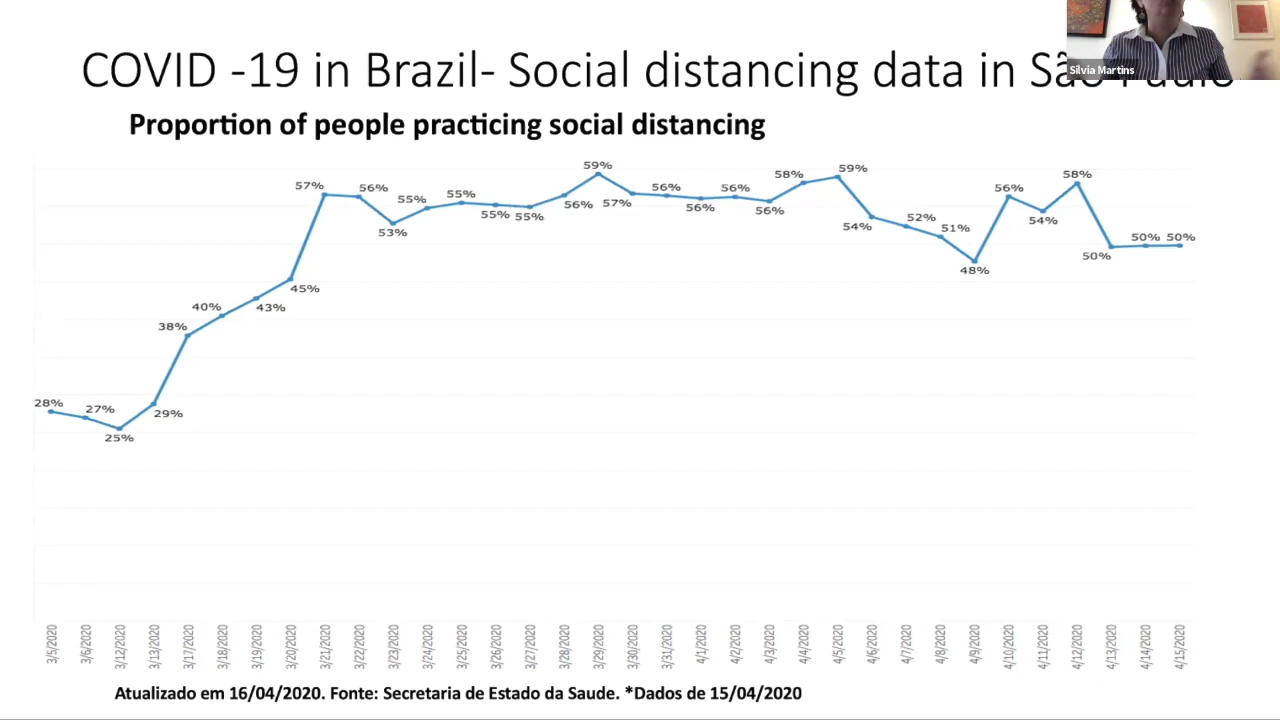 COVID -19 in Brazil- Social distancing data in São Paulo
Silvia Martins
Proportion of people practicing social distancing
28% 27% 25% 29% 38% 40% 43% 45% 57% 56% 53% 55% 55% 55% 55% 56% 59% 57% 56% 56% 56% 56% 58% 59% 54% 52% 51% 48% 56% 54% 58% 50% 50% 50%
3/5/2020 3/6/2020 3/12/2020 3/13/2020 3/17/2020 3/18/2020 3/19/2020 3/20/2020 3/21/2020 3/22/2020 3/23/2020 3/24/2020 3/25/2020 3/26/2020 3/27/2020 3/28/2020 3/29/2020 3/30/2020 3/31/2020 4/1/2020 4/2/2020 4/3/2020 4/4/2020 4/5/2020 4/6/2020 4/7/2020 4/8/2020 4/9/2020 4/10/2020 4/11/2020 4/12/2020 4/13/2020 4/14/2020 4/15/2020
Atualizado em 16/04/2020. Fonte: Secretaria de Estado da Saude. *Dados de 15/04/2020